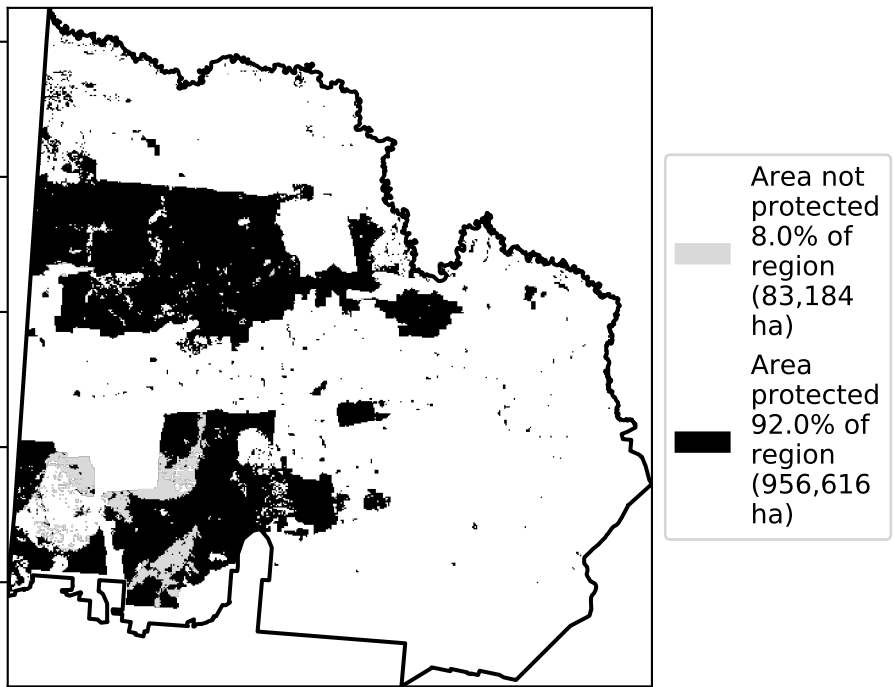 Area not
protected
8.0% of
region
(83,184
ha)
Area
protected
92.0% of
region
(956,616
ha)